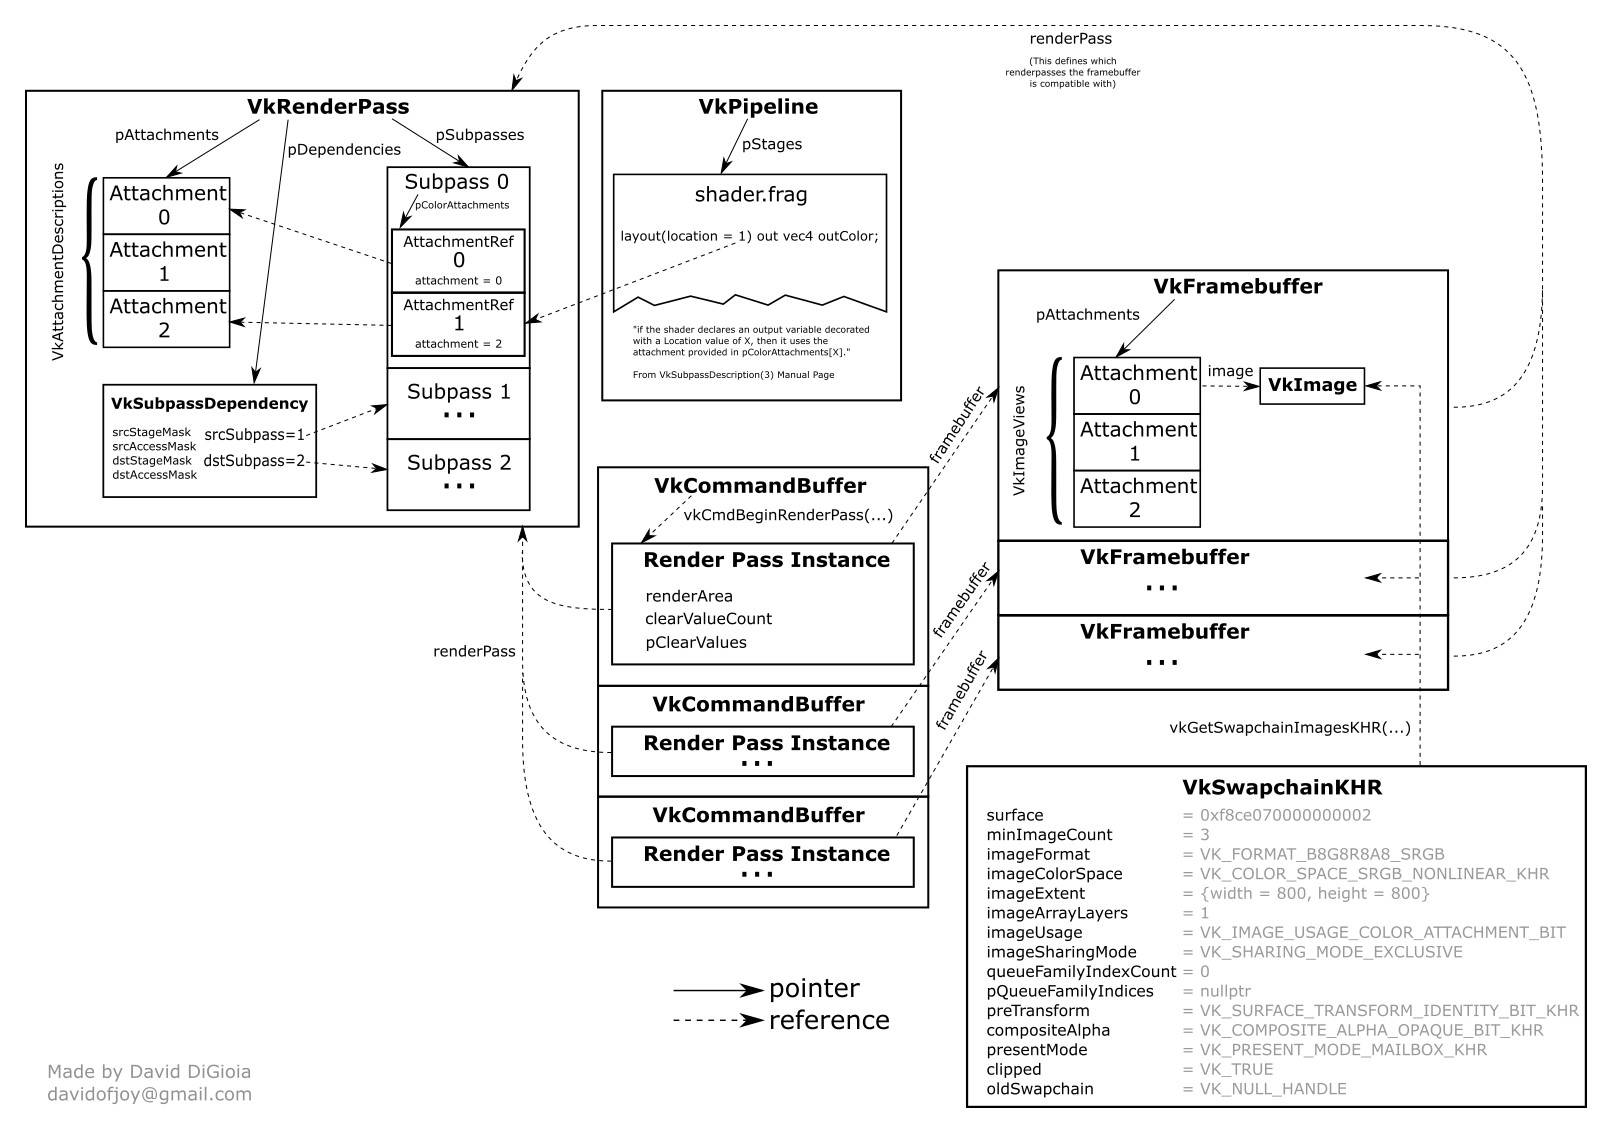 renderPass
(This defines which
renderpasses the framebuffer
is compatible with)
VkRenderPass
pAttachments
pDependencies
pSubpasses
VkAttachmentDescriptions
Attachment
0
Attachment
1
Attachment
2
Subpass 0
pColorAttachments
AttachmentRef
0
attachment = 0
AttachmentRef
1
attachment = 2
Subpass 1
...
Subpass 2
...
VkSubpassDependency
srcStageMask
srcAccessMask
dstStageMask
dstAccessMask
srcSubpass=1
dstSubpass=2
VkPipeline
pStages
shader.frag
layout(location = 1) out vec4 outColor;
"if the shader declares an output variable decorated
with a Location value of X, then it uses the
attachment provided in pColorAttachments[X]."
From VkSubpassDescription(3) Manual Page
VkFramebuffer
pAttachments
VkImageViews
Attachment
0
Attachment
1
Attachment
2
image
VkImage
VkFramebuffer
...
VkFramebuffer
...
framebuffer
framebuffer
framebuffer
VkCommandBuffer
vkCmdBeginRenderPass(...)
Render Pass Instance
renderArea
clearValueCount
pClearValues
VkCommandBuffer
Render Pass Instance
...
VkCommandBuffer
Render Pass Instance
...
renderPass
vkGetSwapchainImagesKHR(...)
VkSwapchainKHR
surface = 0xf8ce070000000002
minImageCount = 3
imageFormat = VK_FORMAT_B8G8R8A8_SRGB
imageColorSpace = VK_COLOR_SPACE_SRGB_NONLINEAR_KHR
imageExtent = {width = 800, height = 800}
imageArrayLayers = 1
imageUsage = VK_IMAGE_USAGE_COLOR_ATTACHMENT_BIT
imageSharingMode = VK_SHARING_MODE_EXCLUSIVE
queueFamilyIndexCount = 0
pQueueFamilyIndices = nullptr
preTransform = VK_SURFACE_TRANSFORM_IDENTITY_BIT_KHR
compositeAlpha = VK_COMPOSITE_ALPHA_OPAQUE_BIT_KHR
presentMode = VK_PRESENT_MODE_MAILBOX_KHR
clipped = VK_TRUE
oldSwapchain = VK_NULL_HANDLE
pointer
reference
Made by David DiGioia
davidofjoy@gmail.com